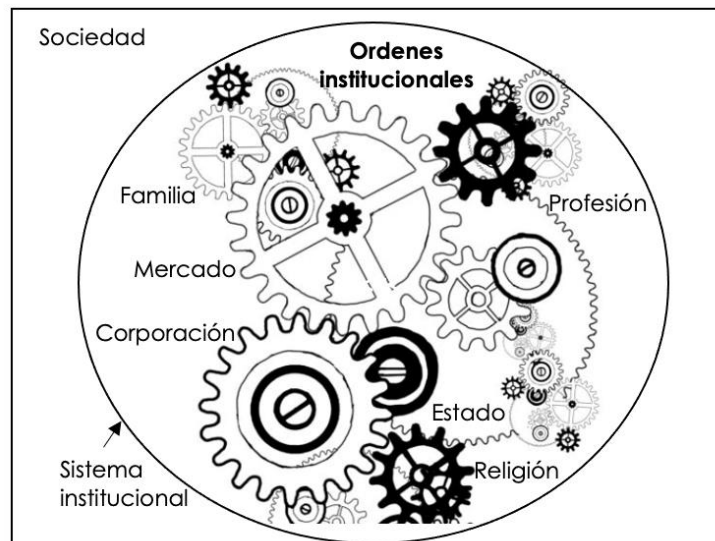 Sociedad
Ordenes
institucionales
Familia
Profesión
Mercado
Corporación
Estado
Sistema
institucional
Religión